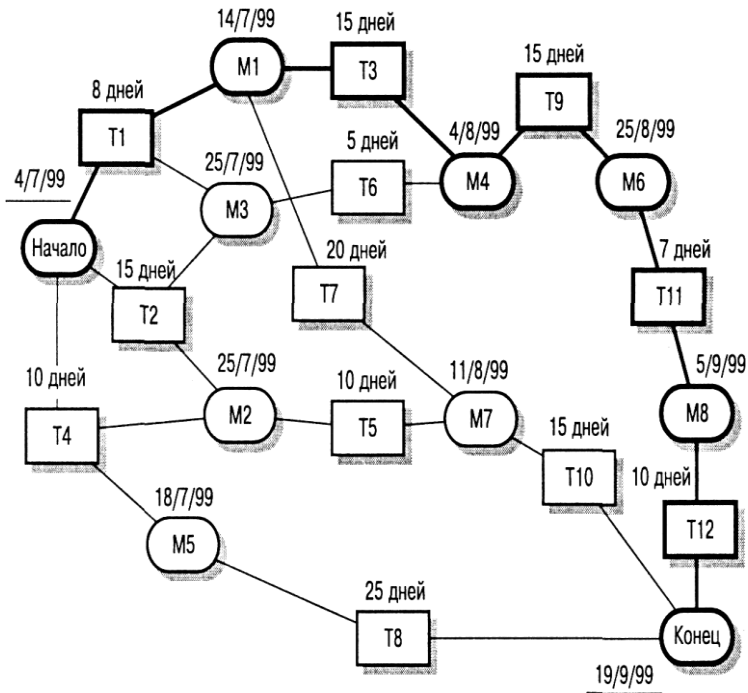 14/7/99
15 дней
M1
T3
15 дней
8 дней
T9
T1
25/7/99
5 дней
4/8/99
25/8/99
4/7/99
M3
T6
M4
M6
Начало
15 дней
20 дней
7 дней
T2
T7
T11
10 дней
25/7/99
10 дней
11/8/99
5/9/99
T4
M2
T5
M7
M8
15 дней
18/7/99
T10
10 дней
M5
T12
25 дней
T8
Конец
19/9/99